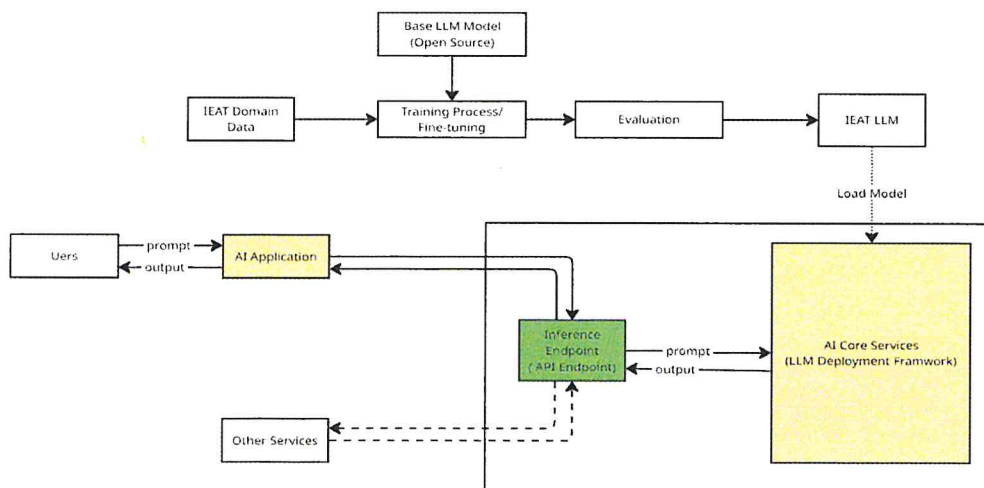 Base LLM Model
(Open Source)
IEAT Domain
Data
Training Process/
Fine-tuning
Evaluation
IEAT LLM
Load Model
Uers
prompt
output
AI Application
Inference
Endpoint
( API Endpoint)
prompt
output
AI Core Services
(LLM Deployment Framwork)
Other Services